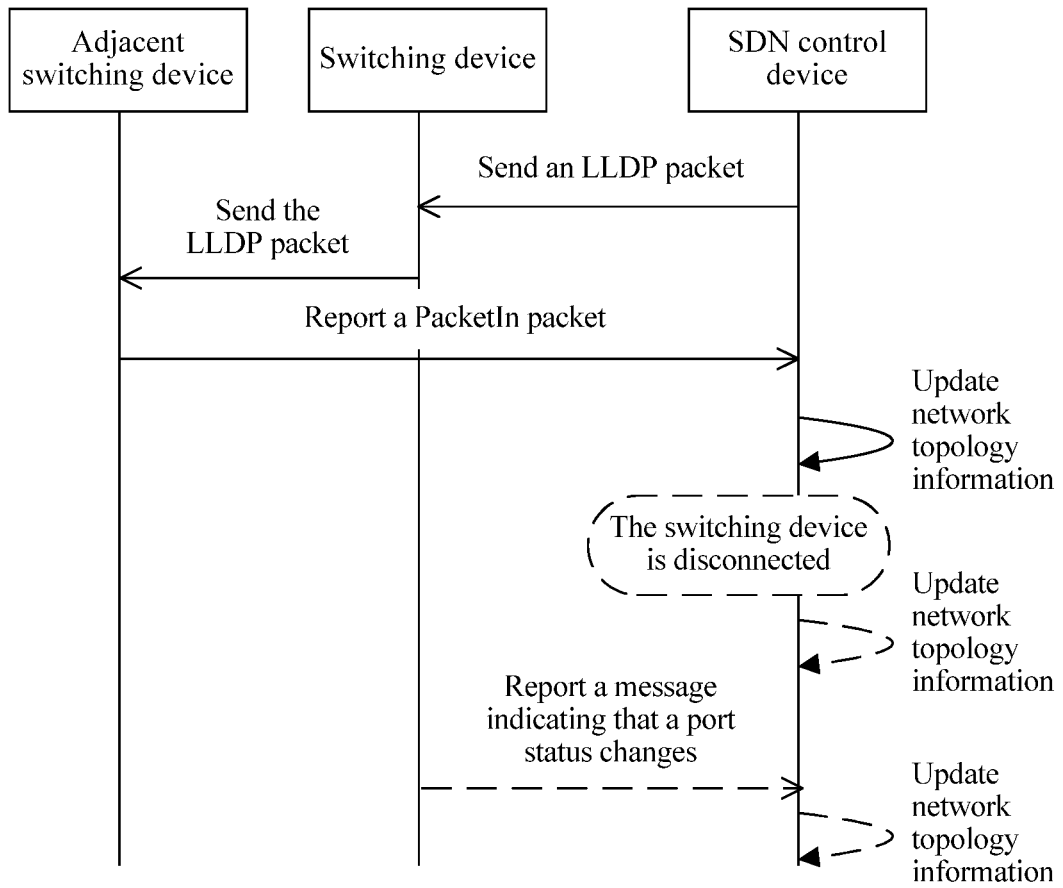 Adjacent
switching device
Switching device
SDN control
device
Send an LLDP packet
Send the
LLDP packet
Report a PacketIn packet
Update
network
topology
information
The switching device
is disconnected
Update
network
topology
information
Report a message
indicating that a port
status changes
Update
network
topology
information